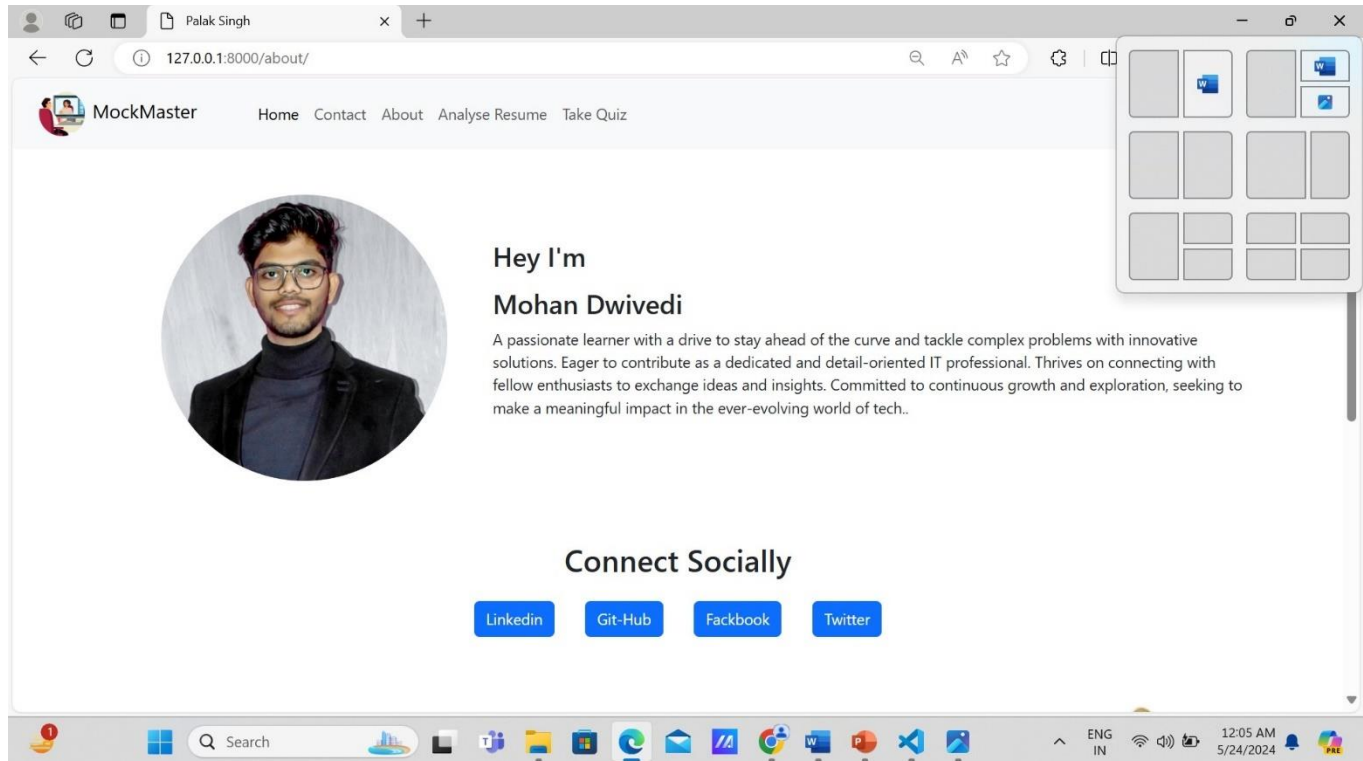 Palak Singh
127.0.0.1:8000/about/
MockMaster Home Contact About Analyse Resume Take Quiz
Hey I'm
Mohan Dwivedi
A passionate learner with a drive to stay ahead of the curve and tackle complex problems with innovative
solutions. Eager to contribute as a dedicated and detail-oriented IT professional. Thrives on connecting with
fellow enthusiasts to exchange ideas and insights. Committed to continuous growth and exploration, seeking to
make a meaningful impact in the ever-evolving world of tech..
Connect Socially
Linkedin Git-Hub Fackbook Twitter
1 Search ENG 12:05 AM
IN 5/24/2024 PRE